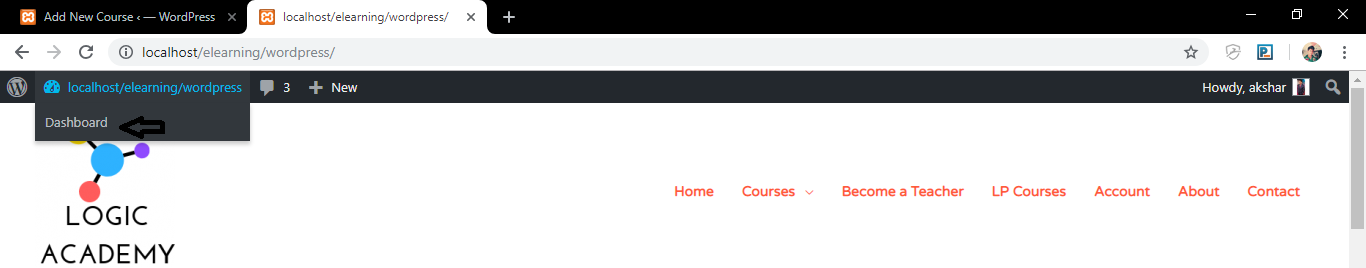 Add New Course ‹ — WordPress
localhost/elearning/wordpress/
localhost/elearning/wordpress/
localhost/elearning/wordpress 3 New Howdy, akshar
Dashboard
Home Courses Become a Teacher LP Courses Account About Contact
LOGIC
ACADEMY